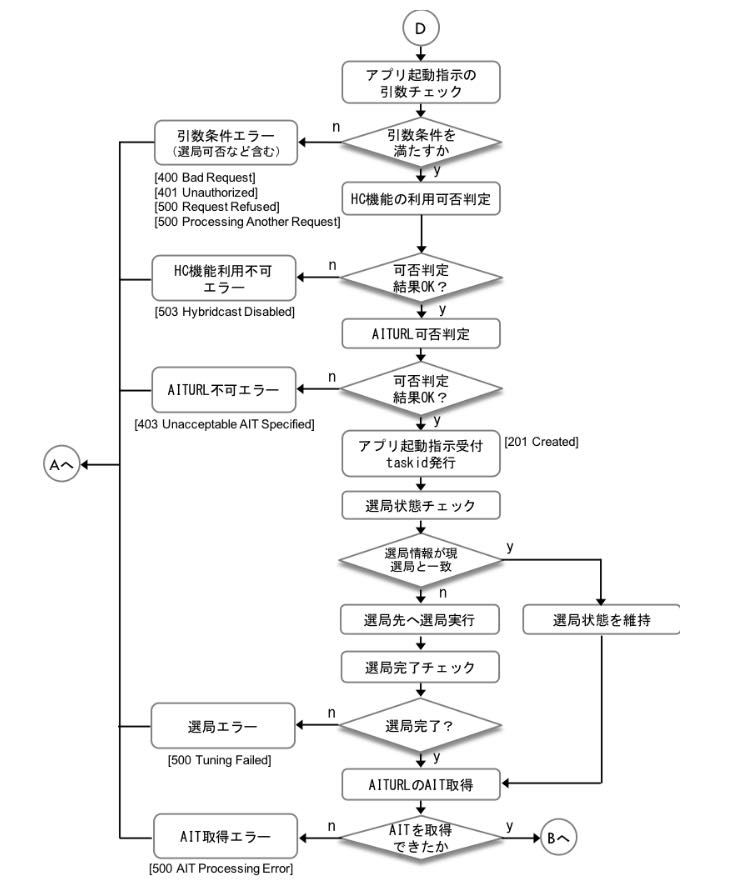 D
アプリ起動指示の
引数チェック
引数条件を
満たすか
n
y
引数条件エラー
（選局可否など含む）
[400 Bad Request]
[401 Unauthorized]
[500 Request Refused]
[500 Processing Another Request]
HC機能の利用可否判定
可否判定
結果OK？
n
y
HC機能利用不可
エラー
[503 Hybridcast Disabled]
AITURL可否判定
可否判定
結果OK？
n
y
AITURL不可エラー
[403 Unacceptable AIT Specified]
アプリ起動指示受付
taskid発行
[201 Created]
Aへ
選局状態チェック
選局情報が現
選局と一致
y
n
選局先へ選局実行
選局状態を維持
選局完了チェック
選局完了？
n
y
選局エラー
[500 Tuning Failed]
AITURLのAIT取得
AITを取得
できたか
n
y
AIT取得エラー
[500 AIT Processing Error]
Bへ